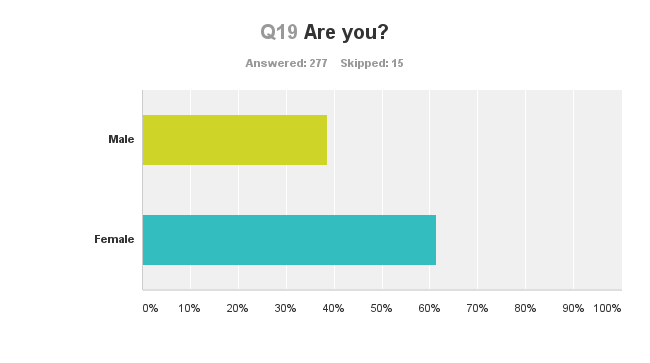 Q19 Are you?
Answered: 277 Skipped: 15
Male
Female
0% 10% 20% 30% 40% 50% 60% 70% 80% 90% 100%